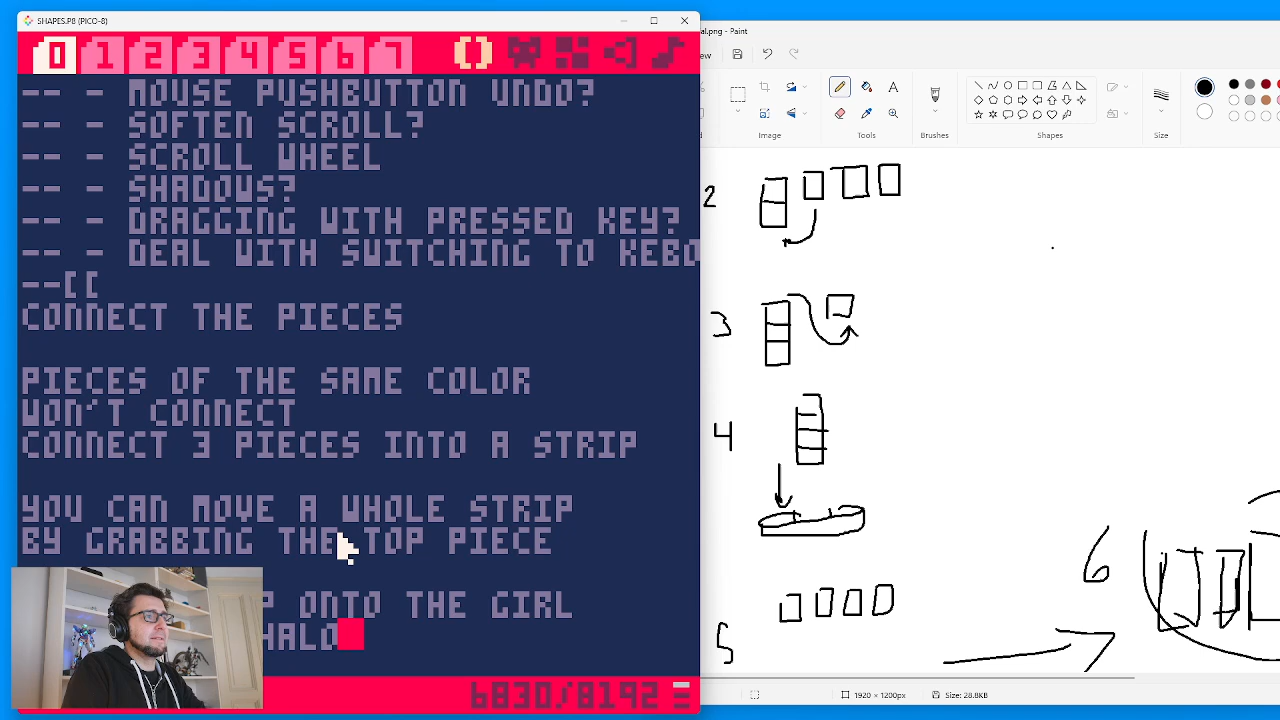 SHAPES.P8 (PICO-8)
0 1 2 3 4 5 6 7
-- - MOUSE PUSHBUTTON UNDO?
-- - SOFTEN SCROLL?
-- - SCROLL WHEEL
-- - SHADOWS?
-- - DRAGGING WITH PRESSED KEY?
-- - DEAL WITH SWITCHING TO KEBO
--[[
CONNECT THE PIECES
PIECES OF THE SAME COLOR
WON'T CONNECT
CONNECT 3 PIECES INTO A STRIP
YOU CAN MOVE A WHOLE STRIP
BY GRABBING THE TOP PIECE
ONTO THE GIRL
HALO
6830/8192
al.png - Paint
ew
Image
Tools
Brushes
Shapes
Size
2
3
4
5
6
1920 × 1200px
Size: 28.8KB